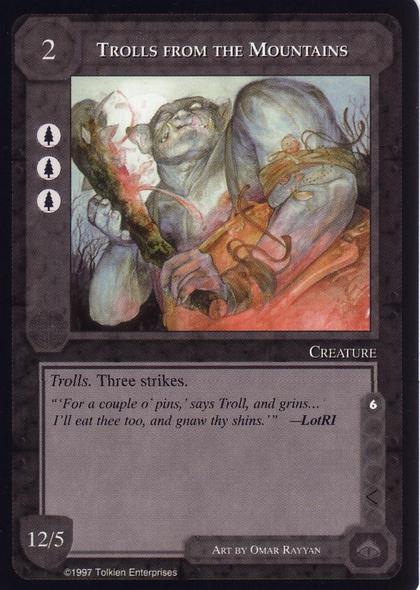 2
TROLLS FROM THE MOUNTAINS
CREATURE
Trolls. Three strikes.
"'For a couple o' pins,' says Troll, and grins...
I'll eat thee too, and gnaw thy shins.'" —LotRI
6
12/5
ART BY OMAR RAYYAN
©1997 Tolkien Enterprises